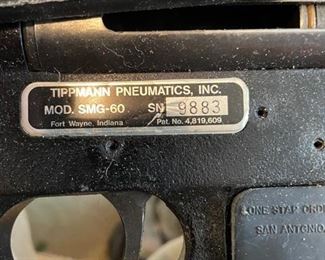 TIPPMANN PNEUMATICS, INC.
MOD. SMG-60 SN 9883
Fort Wayne, Indiana Pat. No. 4,819,609
LONE STAR ORD
SAN ANTONIO,